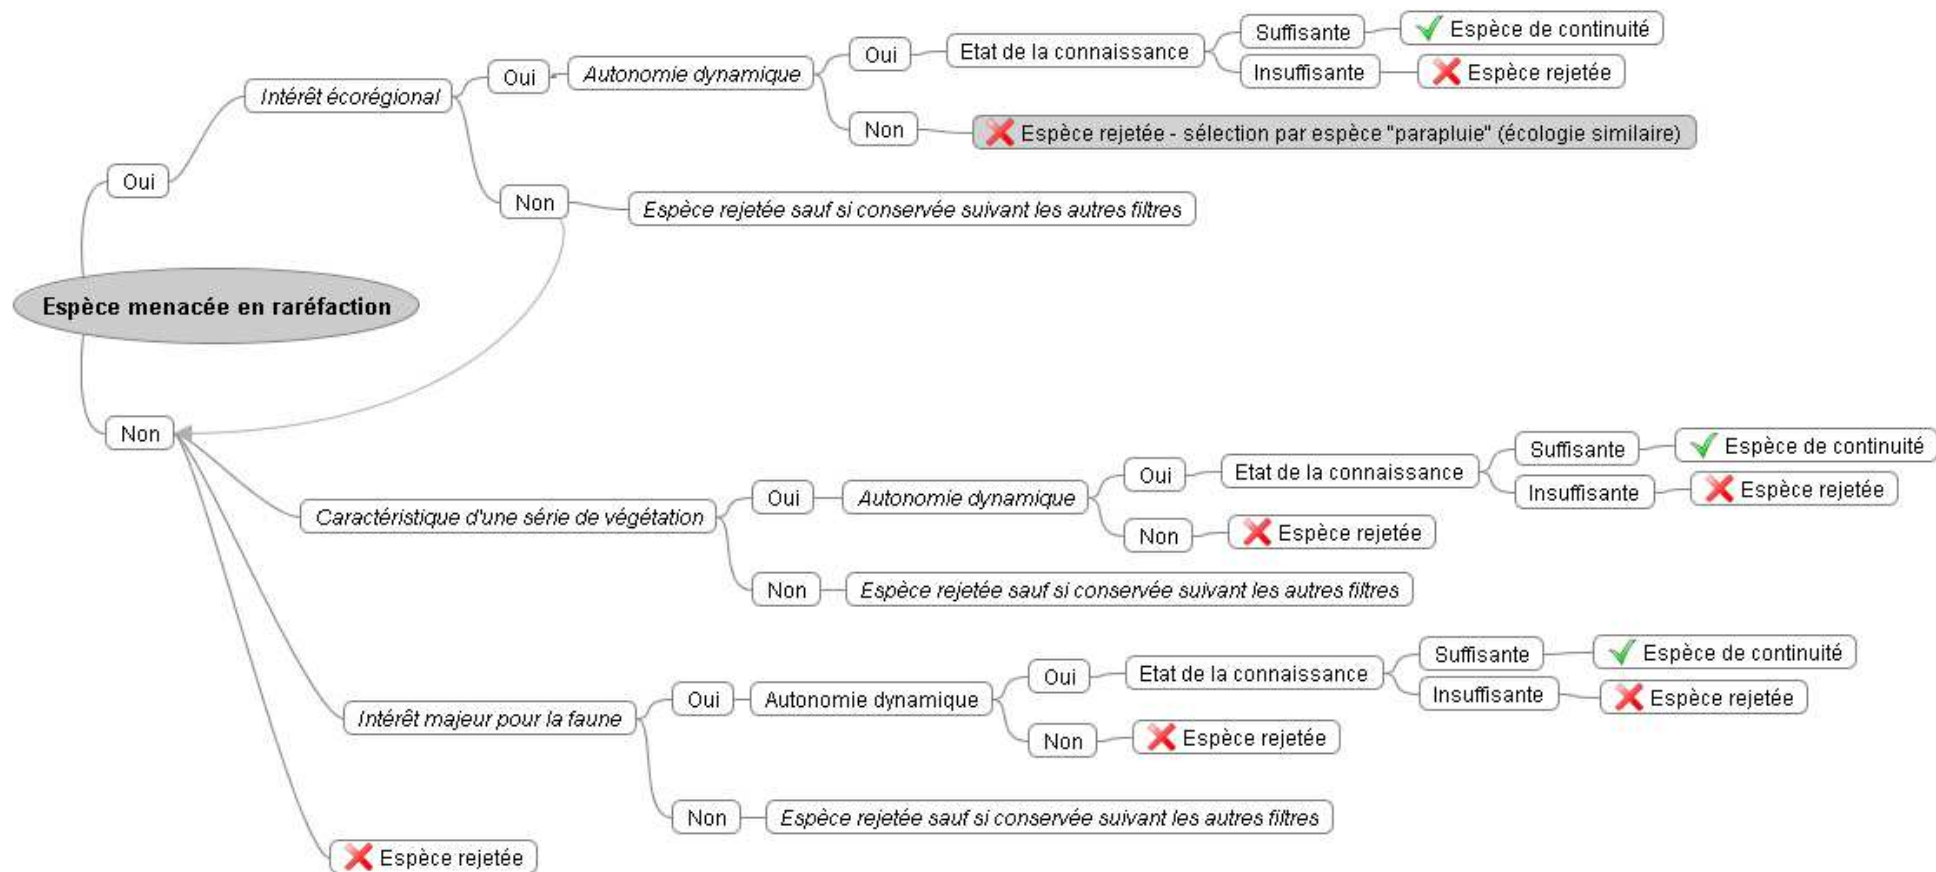 Espèce menacée en raréfaction
Oui
Intérêt écorégional
Oui
Autonomie dynamique
Oui
Etat de la connaissance
Suffisante
Espèce de continuité
Insuffisante
Espèce rejetée
Non
Espèce rejetée - sélection par espèce "parapluie" (écologie similaire)
Non
Espèce rejetée sauf si conservée suivant les autres filtres
Non
Caractéristique d'une série de végétation
Oui
Autonomie dynamique
Oui
Etat de la connaissance
Suffisante
Espèce de continuité
Insuffisante
Espèce rejetée
Non
Espèce rejetée
Non
Espèce rejetée sauf si conservée suivant les autres filtres
Intérêt majeur pour la faune
Oui
Autonomie dynamique
Oui
Etat de la connaissance
Suffisante
Espèce de continuité
Insuffisante
Espèce rejetée
Non
Espèce rejetée
Non
Espèce rejetée sauf si conservée suivant les autres filtres
Espèce rejetée